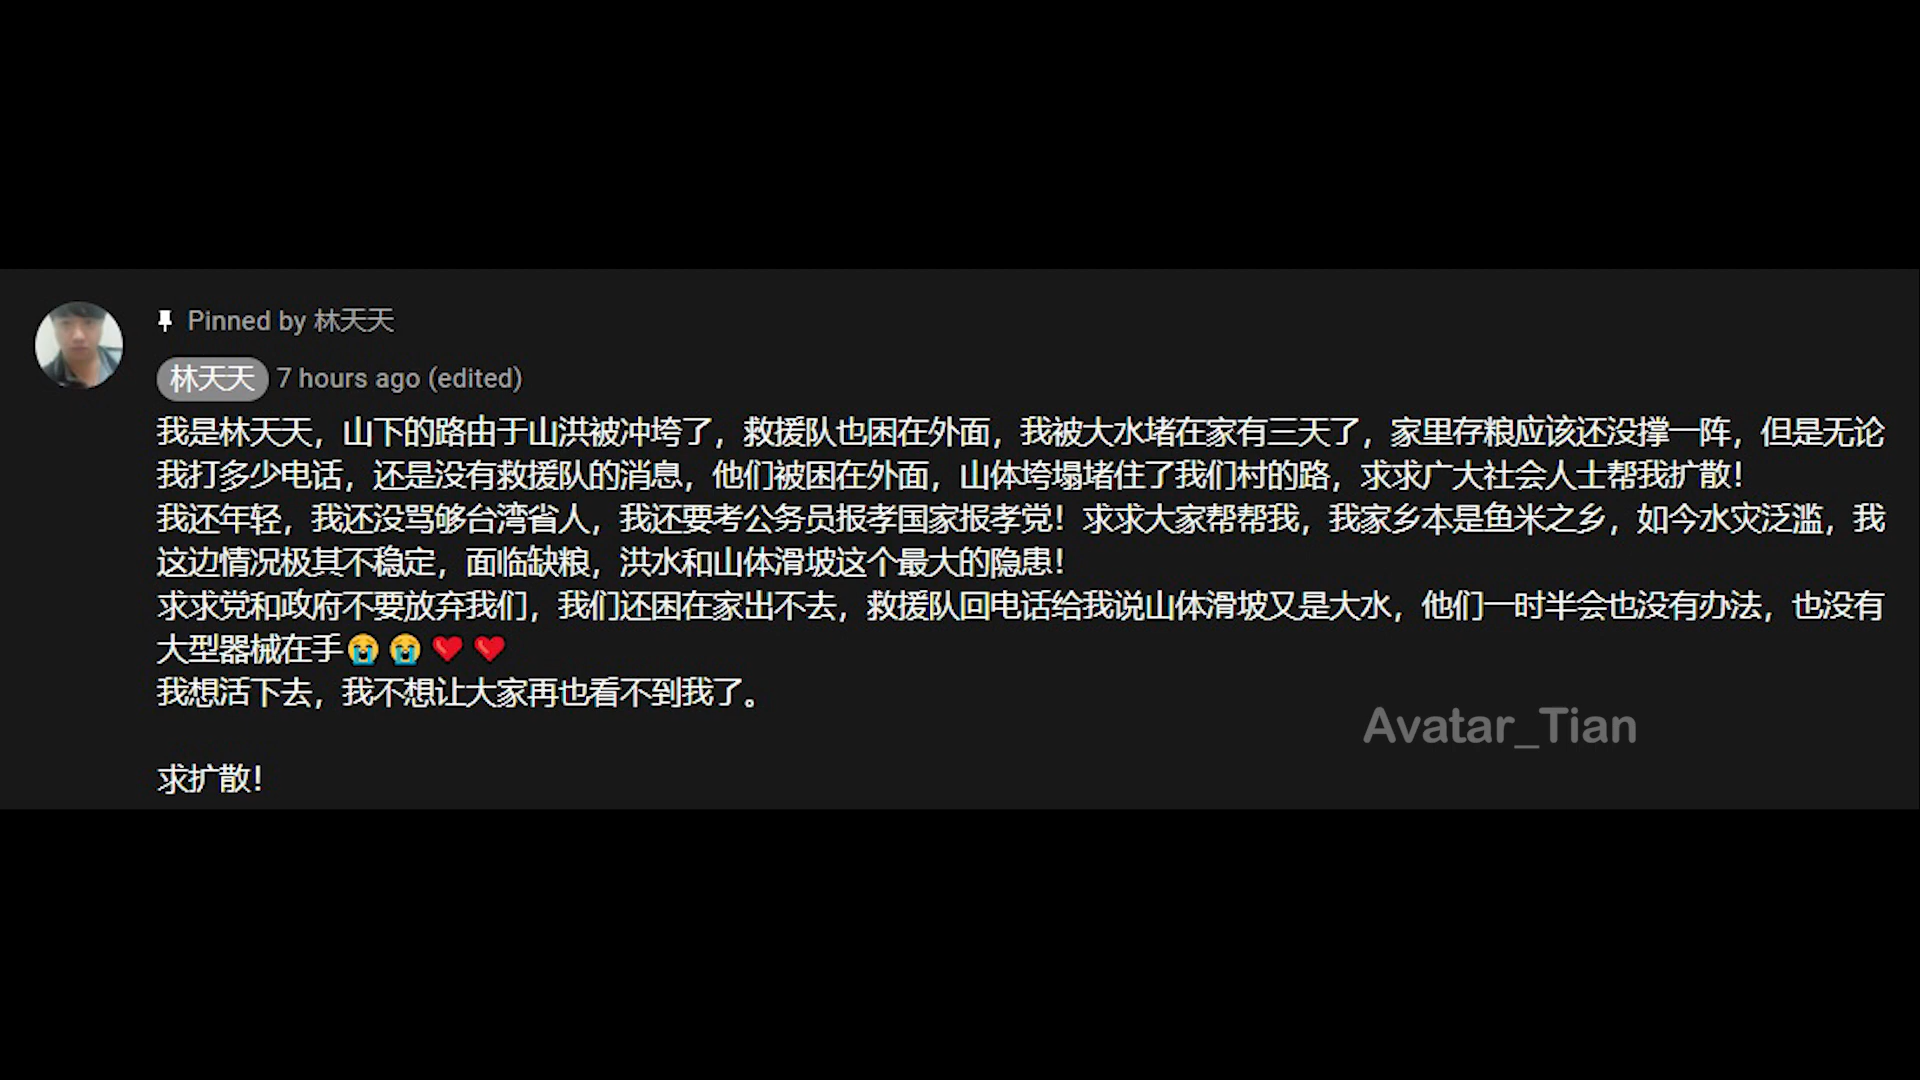 Pinned by 林天天
林天天 7 hours ago (edited)
我是林天天，山下的路由于山洪被冲垮了，救援队也困在外面，我被大水堵在家有三天了，家里存粮应该还没撑一阵，但是无论
我打多少电话，还是没有救援队的消息，他们被困在外面，山体垮塌堵住了我们村的路，求求广大社会人士帮我扩散！
我还年轻，我还没骂够台湾省人，我还要考公务员报孝国家报孝党！求求大家帮帮我，我家乡本是鱼米之乡，如今水灾泛滥，我
这边情况极其不稳定，面临缺粮，洪水和山体滑坡这个最大的隐患！
求求党和政府不要放弃我们，我们还困在家出不去，救援队回电话给我说山体滑坡又是大水，他们一时半会也没有办法，也没有
大型器械在手😭😭❤❤
我想活下去，我不想让大家再也看不到我了。
Avatar_Tian
求扩散！